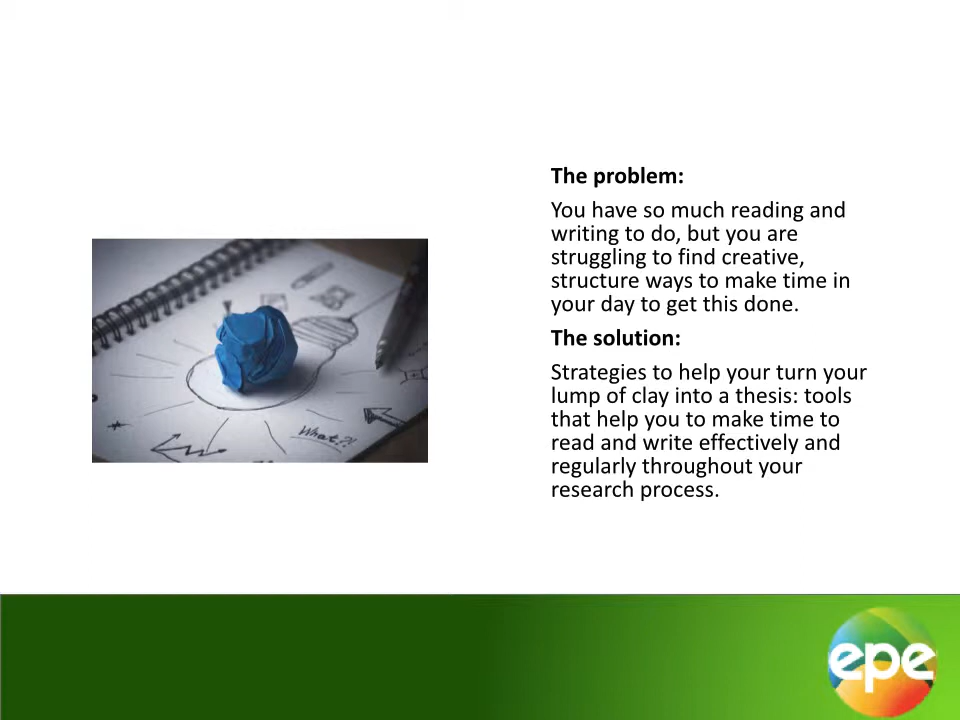 The problem:
You have so much reading and
writing to do, but you are
struggling to find creative,
structure ways to make time in
your day to get this done.
The solution:
Strategies to help your turn your
lump of clay into a thesis: tools
that help you to make time to
read and write effectively and
regularly throughout your
research process.
What?!
epe